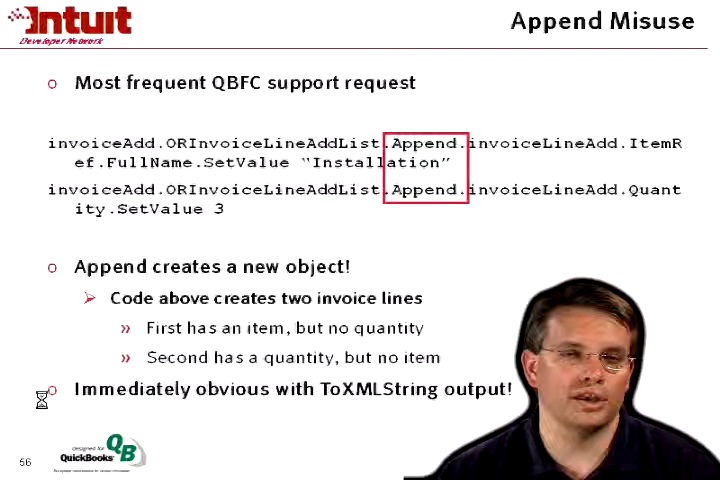 Intuit
Developer Network
Append Misuse
o Most frequent QBFC support request
invoiceAdd.ORInvoiceLineAddList.Append.invoiceLineAdd.ItemR
ef.FullName.SetValue “Installation”
invoiceAdd.ORInvoiceLineAddList.Append.invoiceLineAdd.Quant
ity.SetValue 3
o Append creates a new object!
➢ Code above creates two invoice lines
» First has an item, but no quantity
» Second has a quantity, but no item
o Immediately obvious with ToXMLString output!
56
designed for
QuickBooks
QB